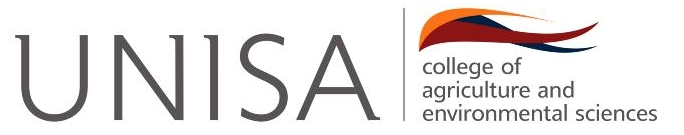 UNISA
college of
agriculture and
environmental sciences